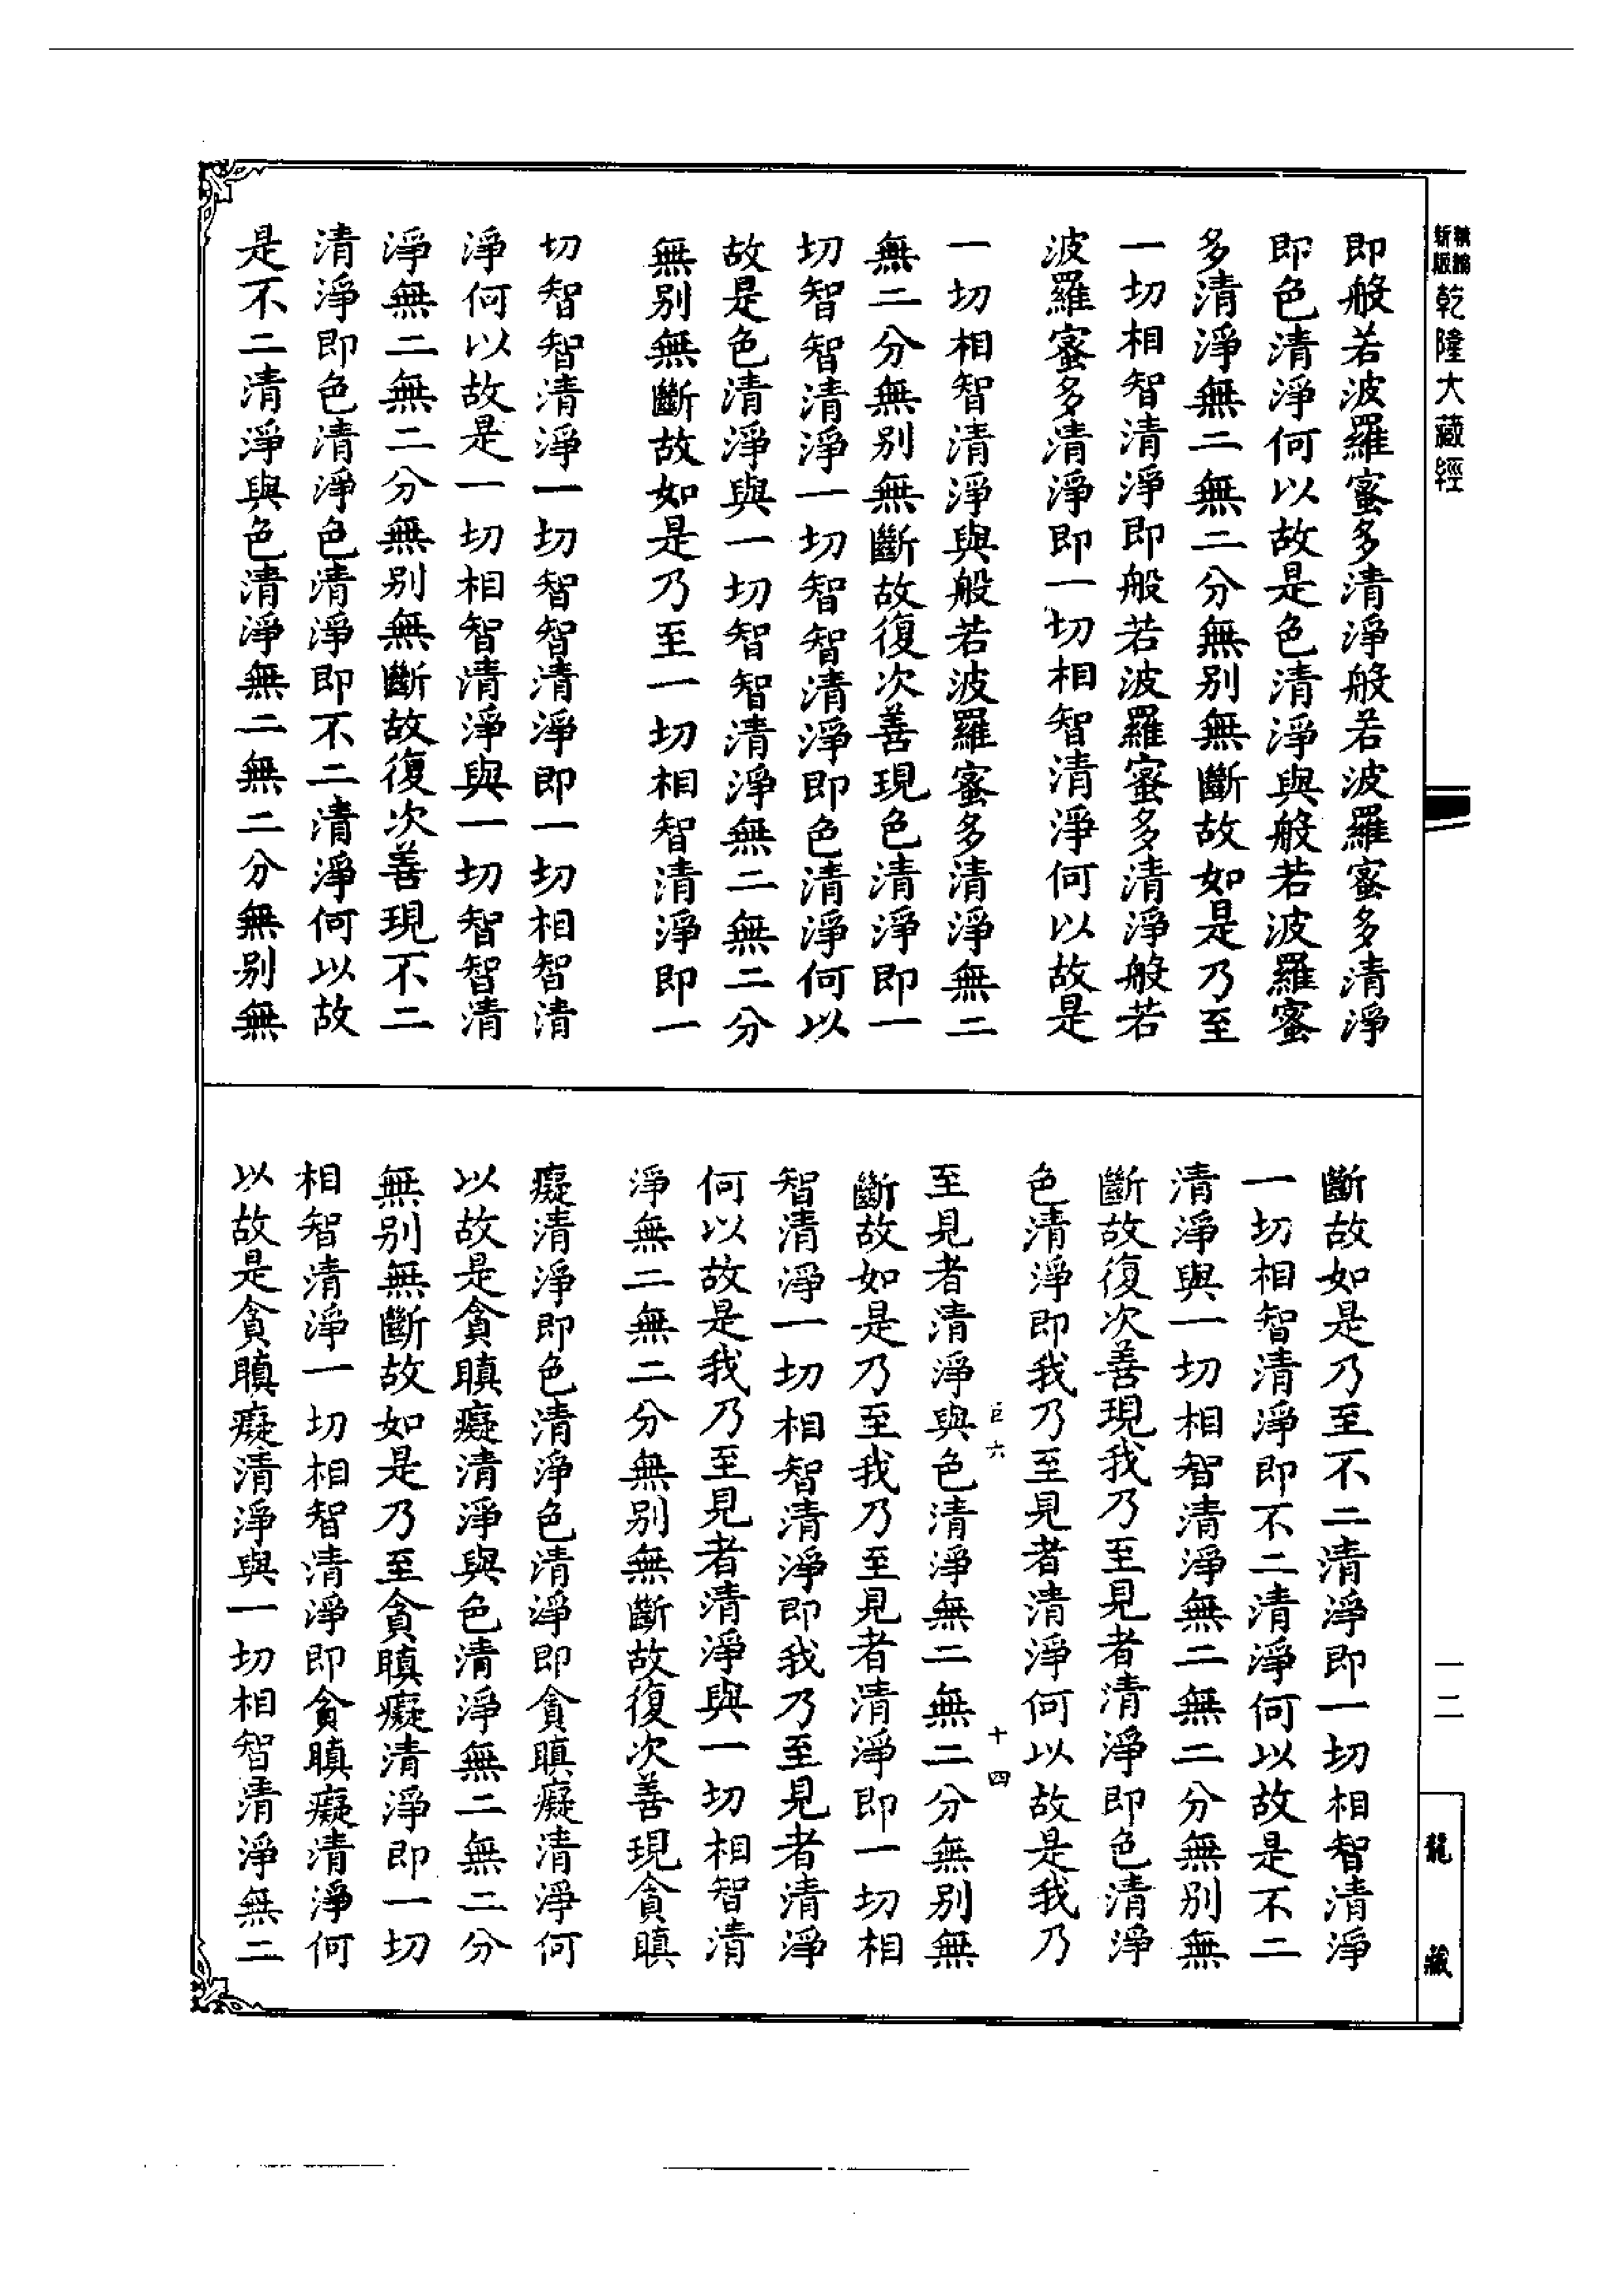 新版精縮乾隆大藏經
即般若波羅蜜多清淨般若波羅蜜多清淨
即色清淨何以故是色清淨與般若波羅蜜
多清淨無二無二分無別無斷故如是乃至
一切相智清淨即般若波羅蜜多清淨般若
波羅蜜多清淨即一切相智清淨何以故是
一切相智清淨與般若波羅蜜多清淨無二
無二分無別無斷故復次善現色清淨即一
切智智清淨一切智智清淨即色清淨何以
故是色清淨與一切智智清淨無二無二分
無別無斷故如是乃至一切相智清淨即一
切智智清淨一切智智清淨即一切相智清
淨何以故是一切相智清淨與一切智智清
淨無二無二分無別無斷故復次善現不二
清淨即色清淨色清淨即不二清淨何以故
是不二清淨與色清淨無二無二分無別無
斷故如是乃至不二清淨即一切相智清淨
一切相智清淨即不二清淨何以故是不二
清淨與一切相智清淨無二無二分無別無
斷故復次善現我乃至見者清淨即色清淨
色清淨即我乃至見者清淨何以故是我乃
巨六 十四
至見者清淨與色清淨無二無二分無別無
斷故如是乃至我乃至見者清淨即一切相
智清淨一切相智清淨即我乃至見者清淨
何以故是我乃至見者清淨與一切相智清
淨無二無二分無別無斷故復次善現貪瞋
癡清淨即色清淨色清淨即貪瞋癡清淨何
以故是貪瞋癡清淨與色清淨無二無二分
無別無斷故如是乃至貪瞋癡清淨即一切
相智清淨一切相智清淨即貪瞋癡清淨何
以故是貪瞋癡清淨與一切相智清淨無二
一二
龍藏